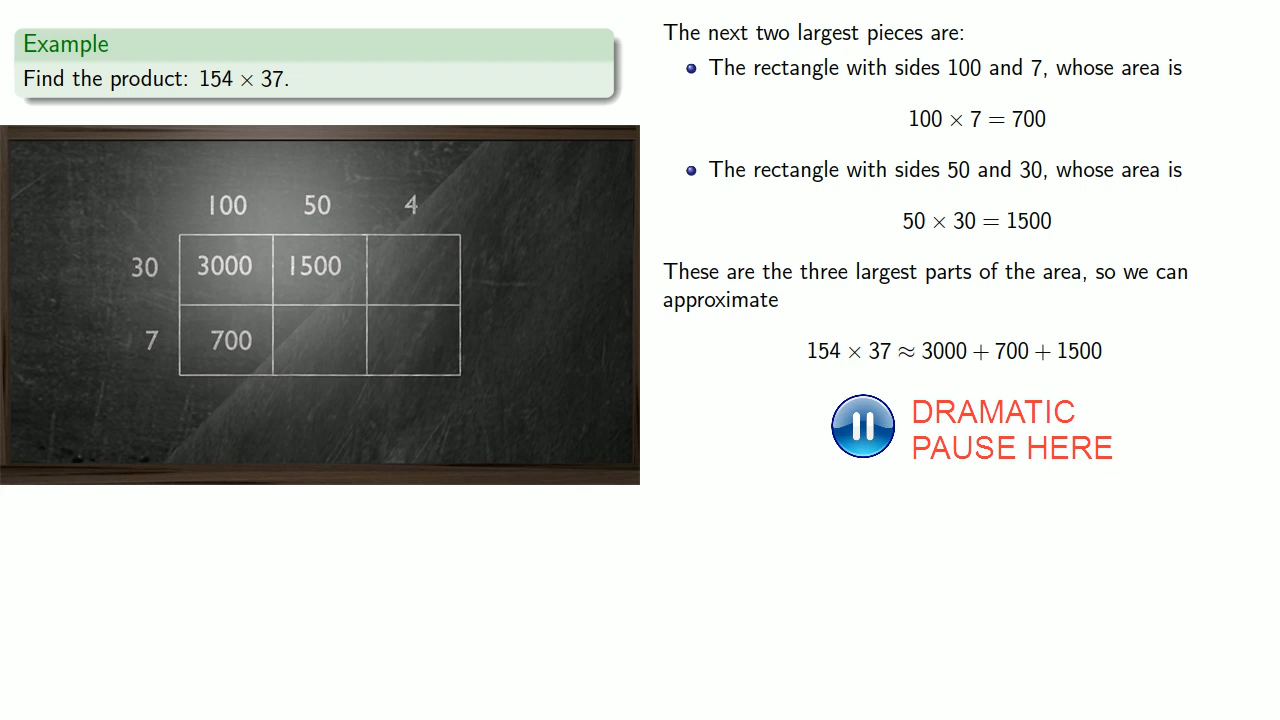 Example
Find the product: 154 × 37.
100 50 4
30 3000 1500
7 700
The next two largest pieces are:
The rectangle with sides 100 and 7, whose area is
100 × 7 = 700
The rectangle with sides 50 and 30, whose area is
50 × 30 = 1500
These are the three largest parts of the area, so we can
approximate
154 × 37 ≈ 3000 + 700 + 1500
DRAMATIC
PAUSE HERE